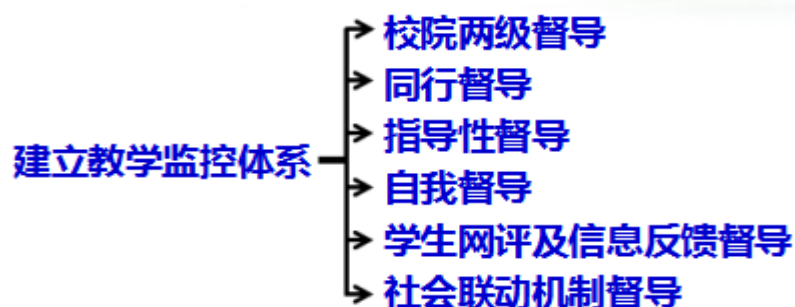 校院两级督导
同行督导
指导性督导
建立教学监控体系
自我督导
学生网评及信息反馈督导
社会联动机制督导